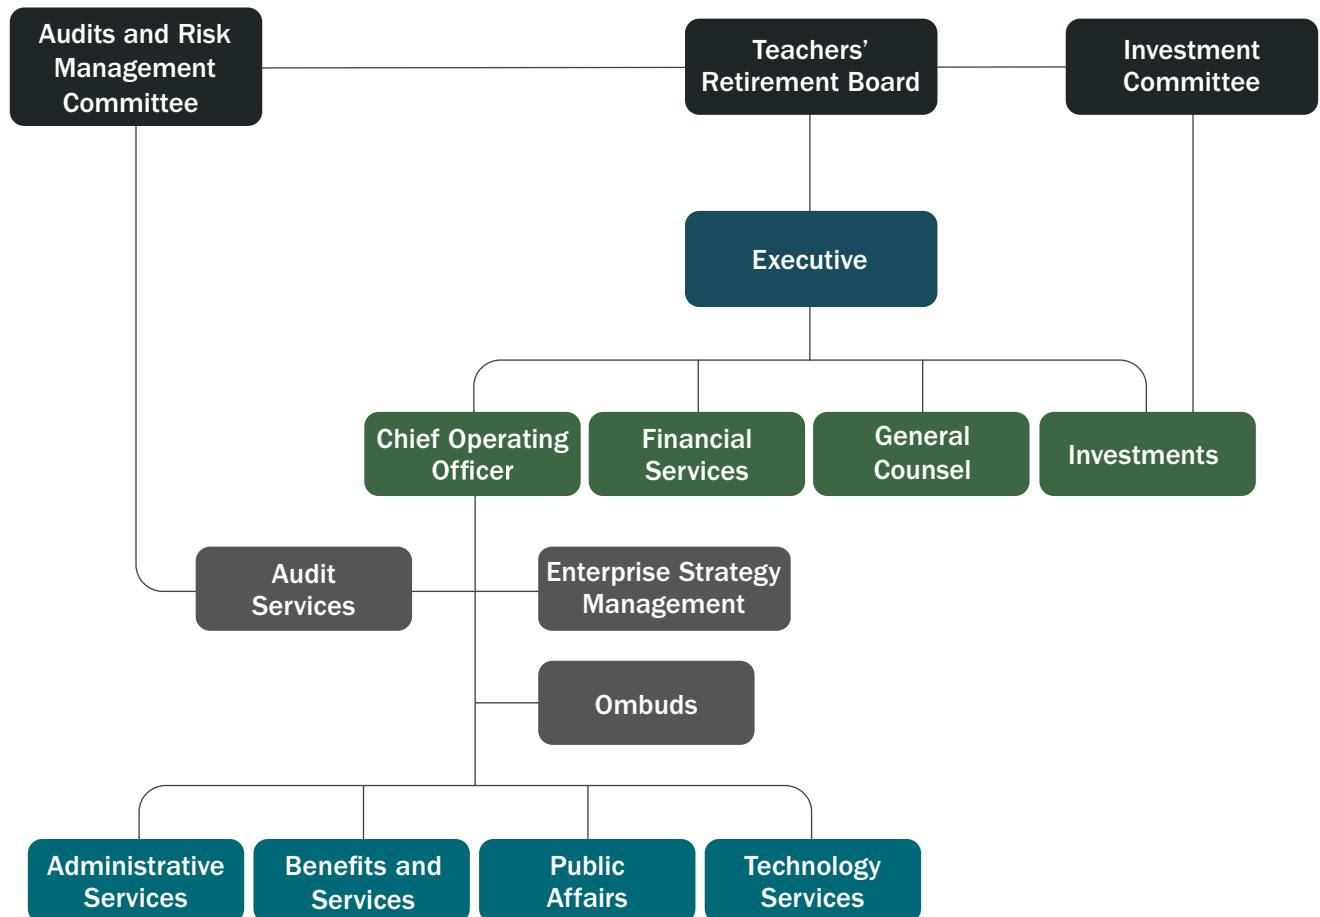 Audits and Risk
Management
Committee
Teachers’
Retirement Board
Investment
Committee
Executive
Chief Operating
Officer
Financial
Services
General
Counsel
Investments
Audit
Services
Enterprise Strategy
Management
Ombuds
Administrative
Services
Benefits and
Services
Public
Affairs
Technology
Services